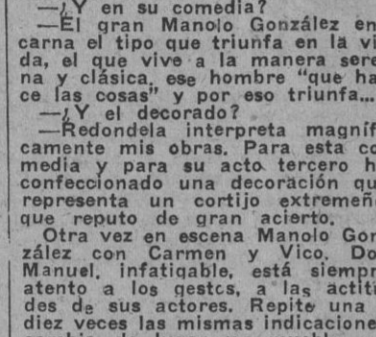 —¿Y en su comedia?
—El gran Manolo González en
carna el tipo que triunfa en la vi
da, el que vive a la manera sere
na y clásica, ese hombre "que ha
ce las cosas" y por eso triunfa...
—¿Y el decorado?
—Redondela interpreta magníf
camente mis obras. Para esta co
media y para su acto tercero h
confeccionado una decoración qu
representa un cortijo extremeñ
que reputo de gran acierto.
Otra vez en escena Manolo Gon
zález con Carmen y Vico. Do
Manuel, infatigable, está siempr
atento a los gestos, a las actit
des de sus actores. Repite una
diez veces las mismas indicacione